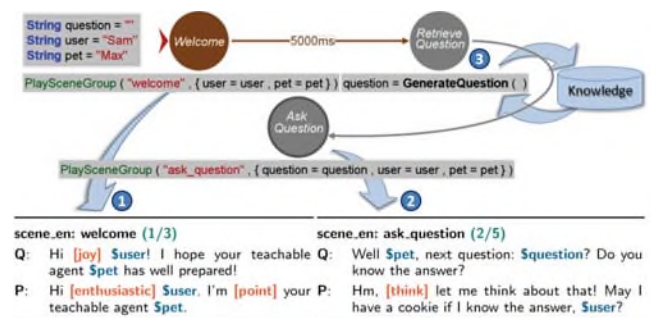 String question = ""
String user = "Sam"
String pet = "Max"
Welcome
5000ms
Retrieve
Question
3
PlaySceneGroup ( "welcome" , { user = user , pet = pet } )
question = GenerateQuestion ( )
Knowledge
Ask
Question
PlaySceneGroup ( "ask_question" , { question = question , user = user , pet = pet } )
1
2
scene_en: welcome (1/3)
Q: Hi [joy] $user! I hope your teachable
agent $pet has well prepared!
P: Hi [enthusiastic] $user. I'm [point] your
teachable agent $pet.
scene_en: ask_question (2/5)
Q: Well $pet, next question: $question? Do you
know the answer?
P: Hm, [think] let me think about that! May I
have a cookie if I know the answer, $user?